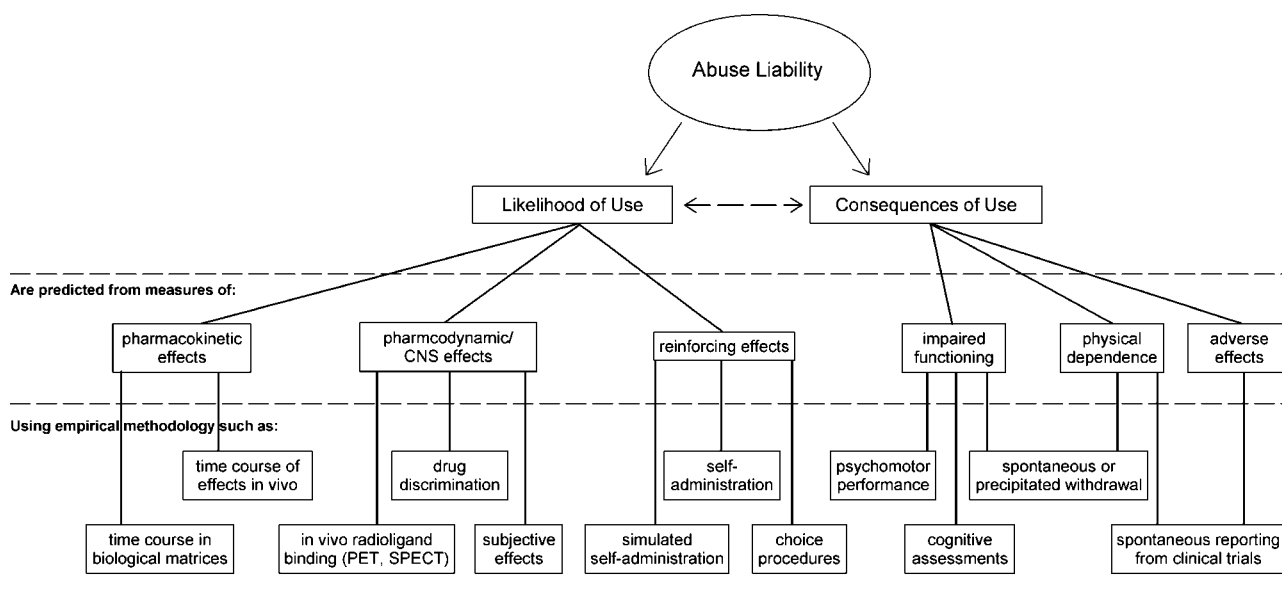 Abuse Liability
Likelihood of Use
Consequences of Use
Are predicted from measures of:
pharmacokinetic
effects
pharmcodynamic/
CNS effects
reinforcing effects
impaired
functioning
physical
dependence
adverse
effects
Using empirical methodology such as:
time course of
effects in vivo
drug
discrimination
self-
administration
psychomotor
performance
spontaneous or
precipitated withdrawal
time course in
biological matrices
in vivo radioligand
binding (PET, SPECT)
subjective
effects
simulated
self-administration
choice
procedures
cognitive
assessments
spontaneous reporting
from clinical trials